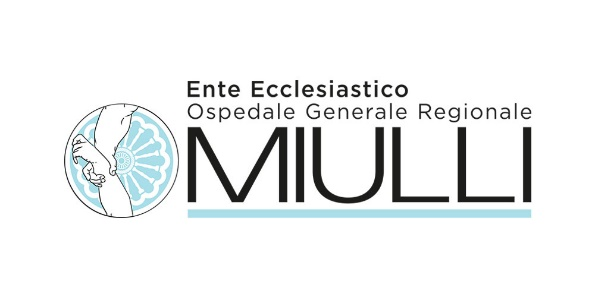 Ente Ecclesiastico
Ospedale Generale Regionale
MIULLI